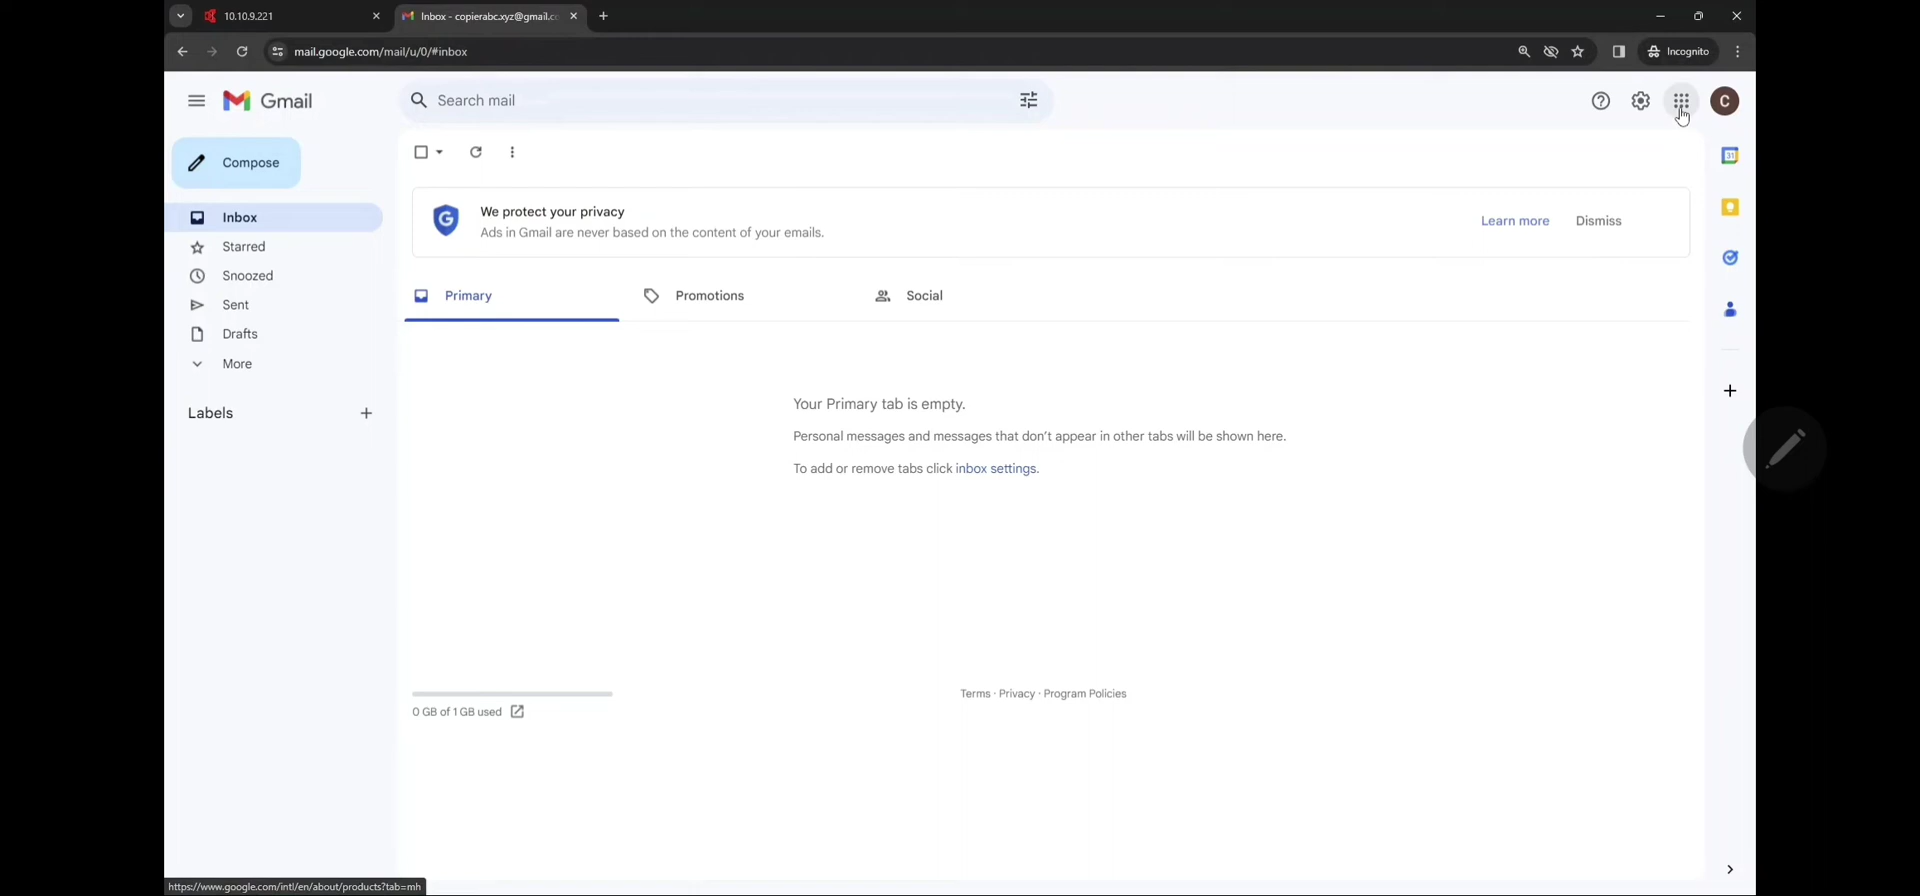 10.10.9.221
Inbox - copierabc.xyz@gmail.cc
mail.google.com/mail/u/0/#inbox
Incognito
Gmail
Search mail
C
Compose
31
We protect your privacy
Ads in Gmail are never based on the content of your emails.
Learn more
Dismiss
Inbox
Starred
Snoozed
Sent
Drafts
More
Labels
Primary
Promotions
Social
Your Primary tab is empty.
Personal messages and messages that don't appear in other tabs will be shown here.
To add or remove tabs click inbox settings.
0 GB of 1 GB used
Terms · Privacy · Program Policies
https://www.google.com/intl/en/about/products?tab=mh